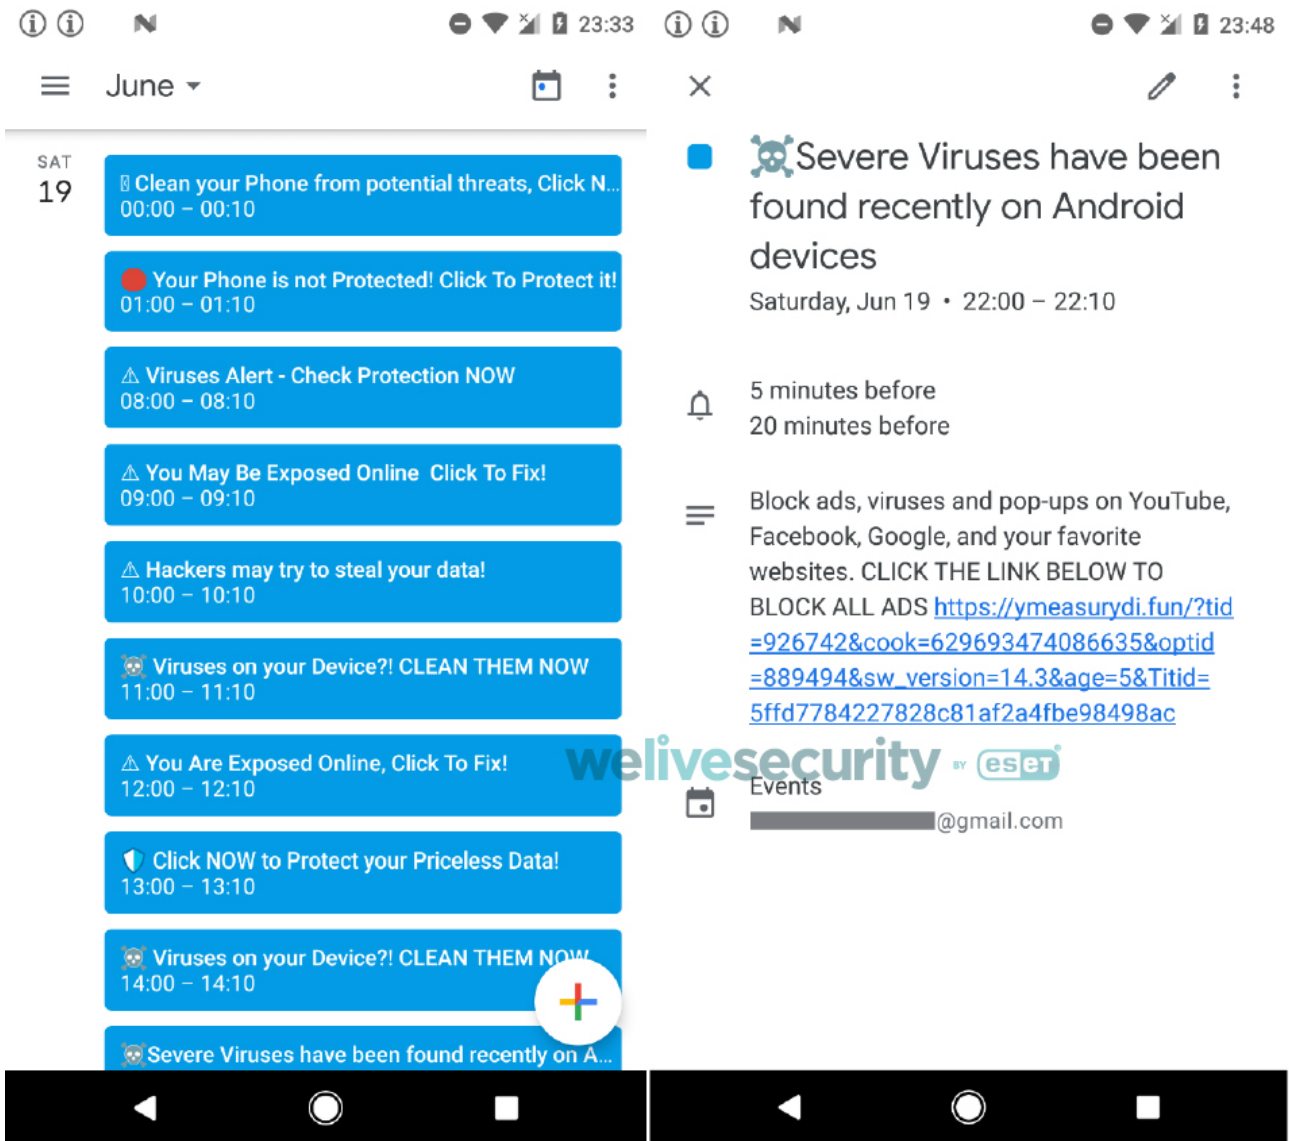 23:33
June
SAT
19
Clean your Phone from potential threats, Click N...
00:00 – 00:10
Your Phone is not Protected! Click To Protect it!
01:00 – 01:10
⚠ Viruses Alert - Check Protection NOW
08:00 – 08:10
⚠ You May Be Exposed Online  Click To Fix!
09:00 – 09:10
⚠ Hackers may try to steal your data!
10:00 – 10:10
☠ Viruses on your Device?! CLEAN THEM NOW
11:00 – 11:10
⚠ You Are Exposed Online, Click To Fix!
12:00 – 12:10
Click NOW to Protect your Priceless Data!
13:00 – 13:10
☠ Viruses on your Device?! CLEAN THEM NOW
14:00 – 14:10
☠Severe Viruses have been found recently on A...
23:48
☠Severe Viruses have been
found recently on Android
devices
Saturday, Jun 19 • 22:00 – 22:10
5 minutes before
20 minutes before
Block ads, viruses and pop-ups on YouTube,
Facebook, Google, and your favorite
websites. CLICK THE LINK BELOW TO
BLOCK ALL ADS https://ymeasurydi.fun/?tid
=926742&cook=629693474086635&optid
=889494&sw_version=14.3&age=5&Titid=
5ffd7784227828c81af2a4fbe98498ac
welivesecurity BY eset
Events
@gmail.com